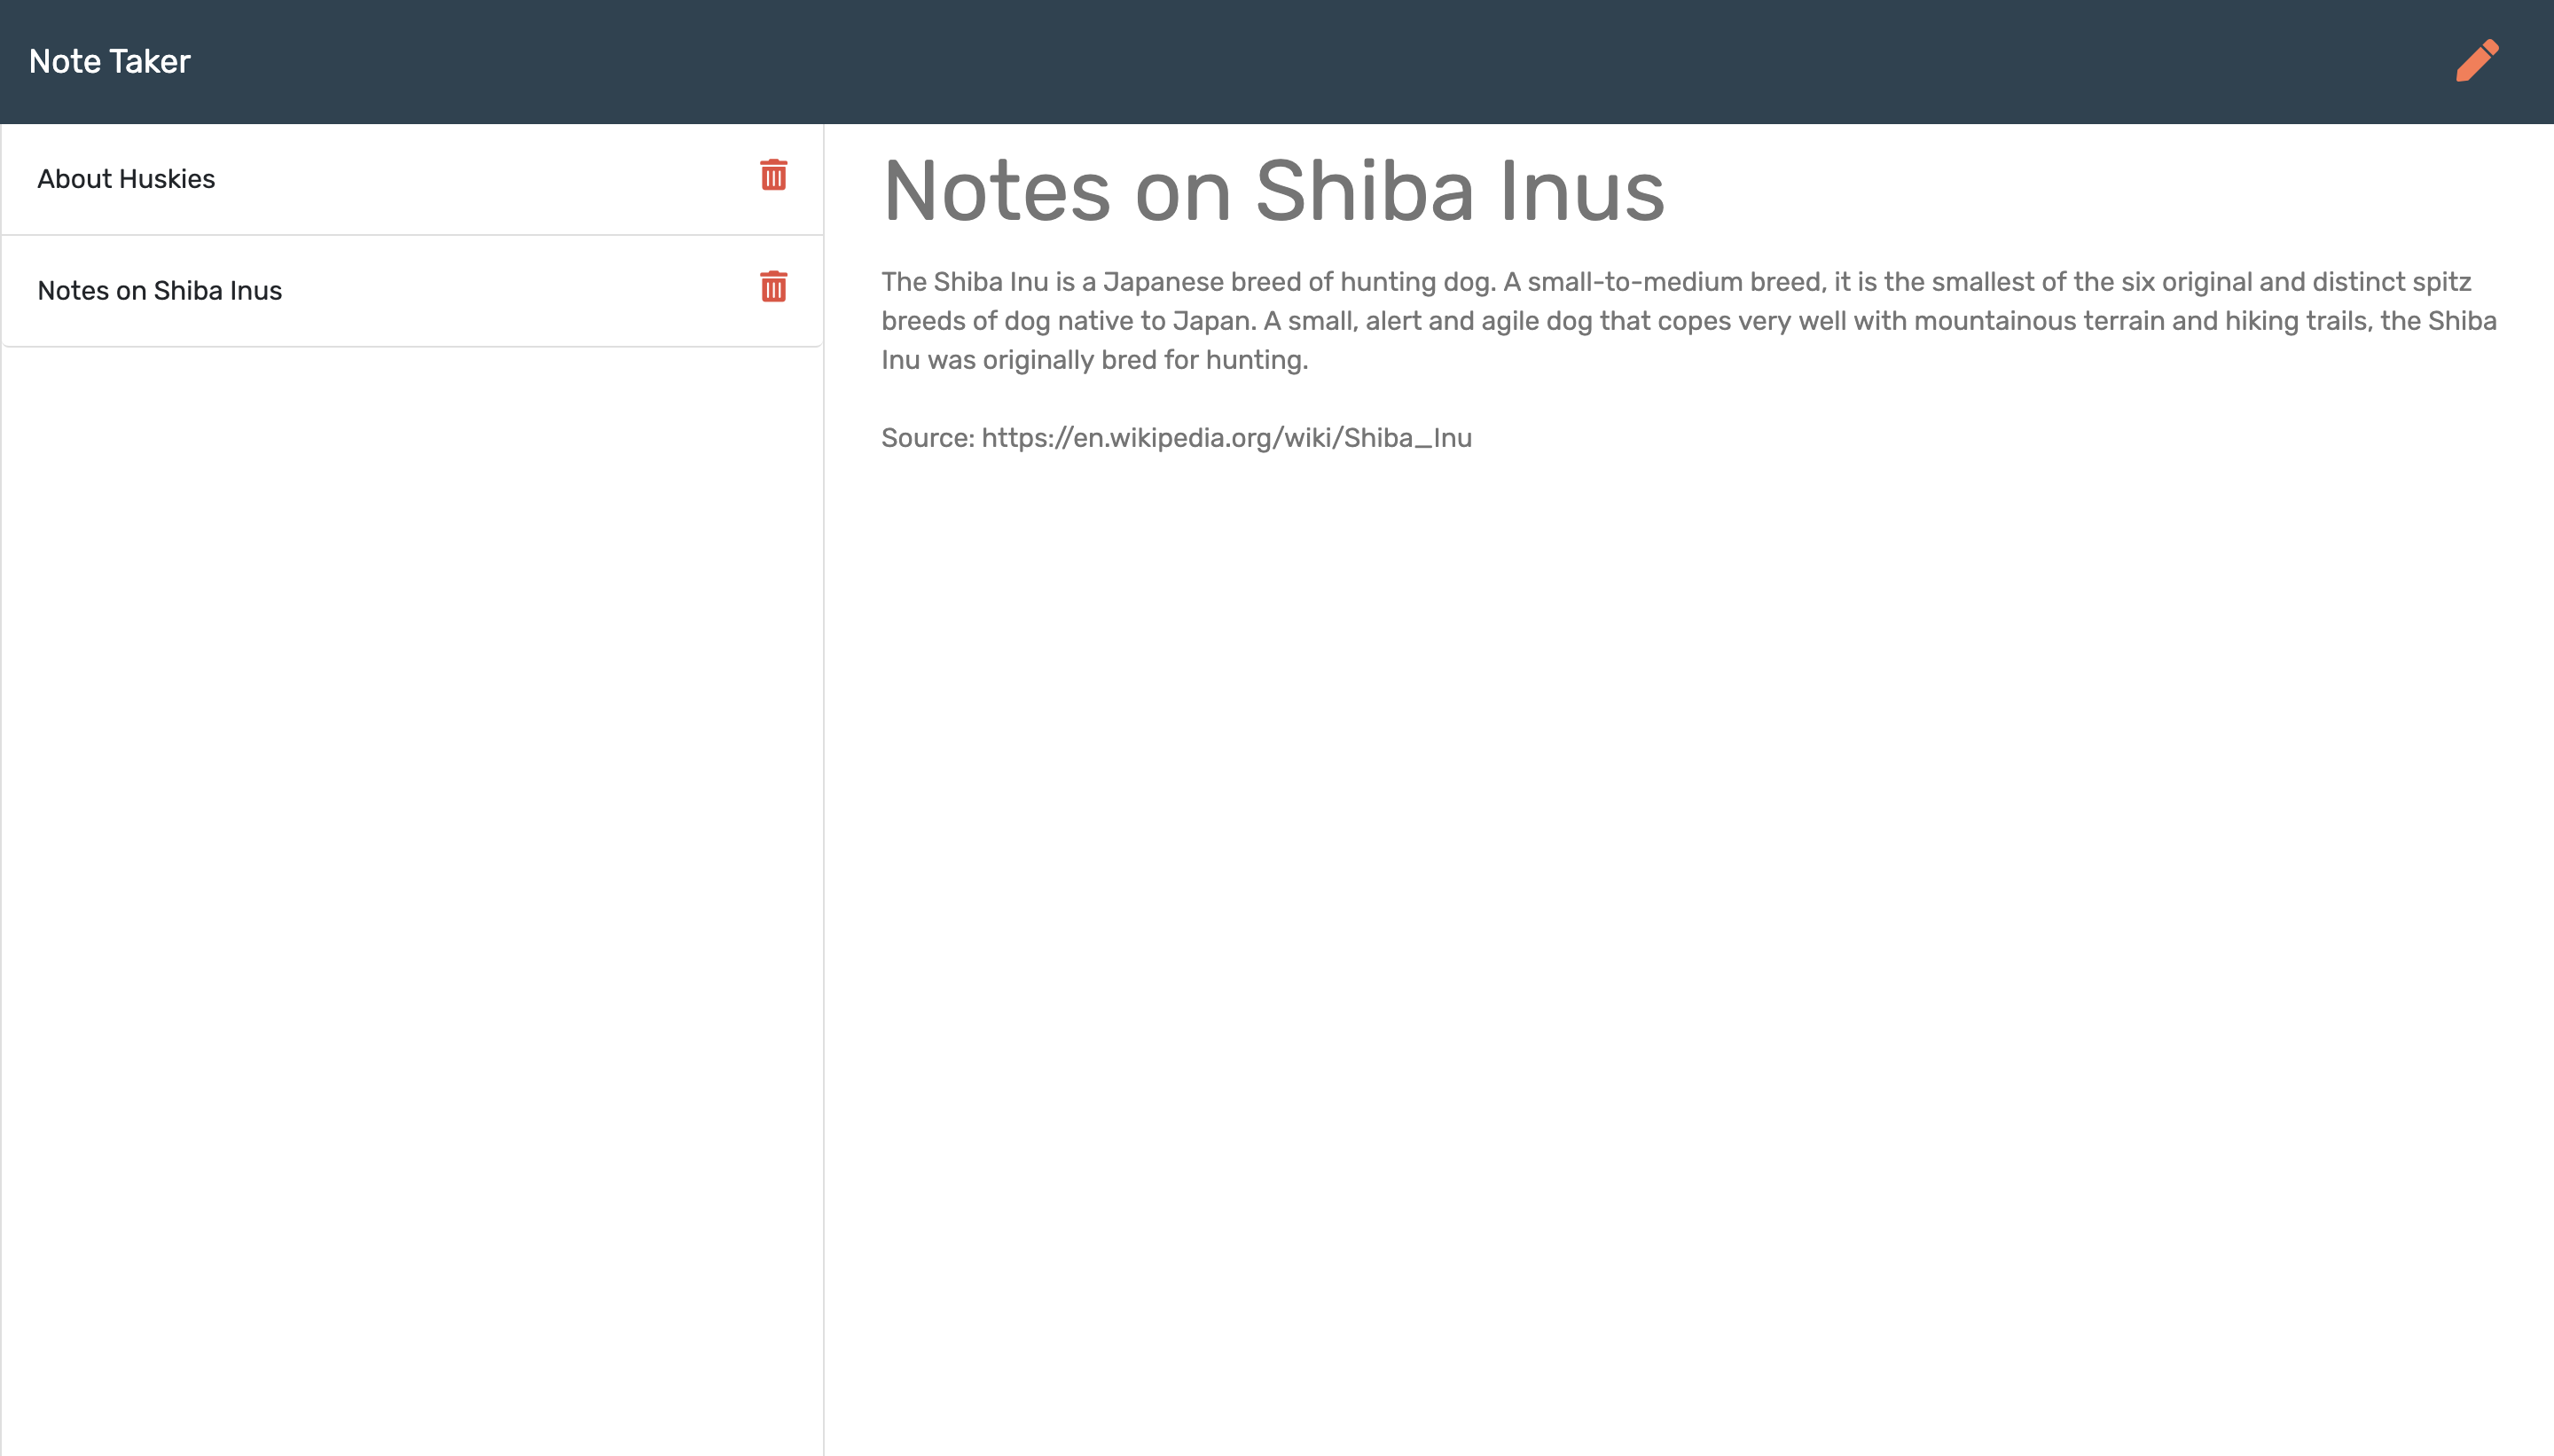 Note Taker
About Huskies
Notes on Shiba Inus
Notes on Shiba Inus
The Shiba Inu is a Japanese breed of hunting dog. A small-to-medium breed, it is the smallest of the six original and distinct spitz
breeds of dog native to Japan. A small, alert and agile dog that copes very well with mountainous terrain and hiking trails, the Shiba
Inu was originally bred for hunting.
Source: https://en.wikipedia.org/wiki/Shiba_Inu